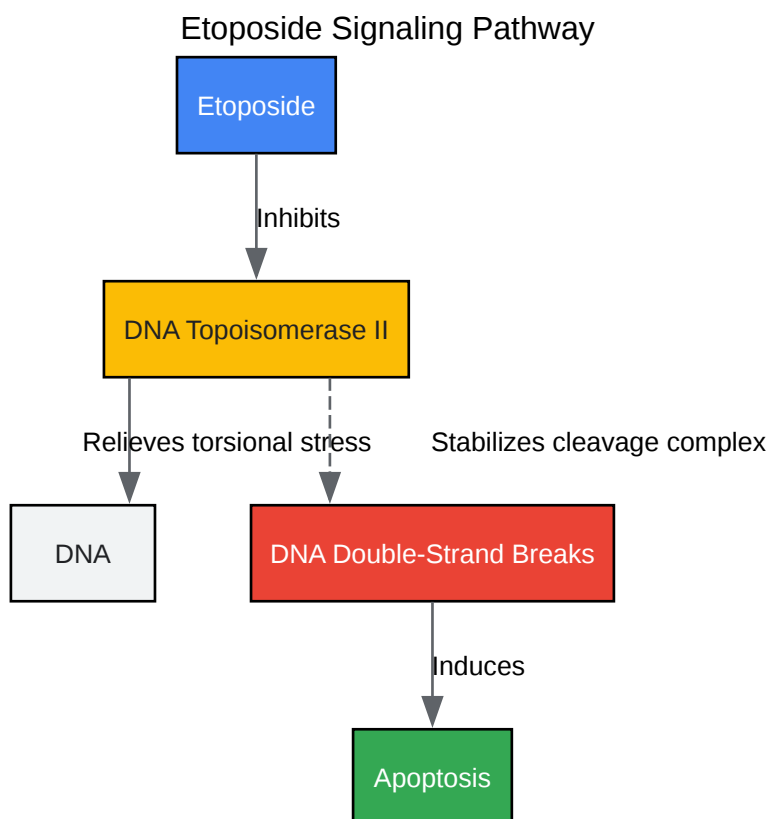 Etoposide Signaling Pathway
Etoposide
Inhibits
DNA Topoisomerase II
Relieves torsional stress
Stabilizes cleavage complex
DNA
DNA Double-Strand Breaks
Induces
Apoptosis